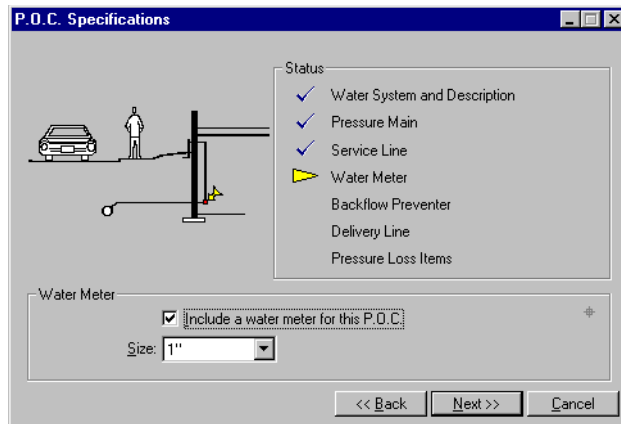 P.O.C. Specifications
Status
Water System and Description
Pressure Main
Service Line
Water Meter
Backflow Preventer
Delivery Line
Pressure Loss Items
Water Meter
Include a water meter for this P.O.C.
Size: 1"
<< Back Next >> Cancel